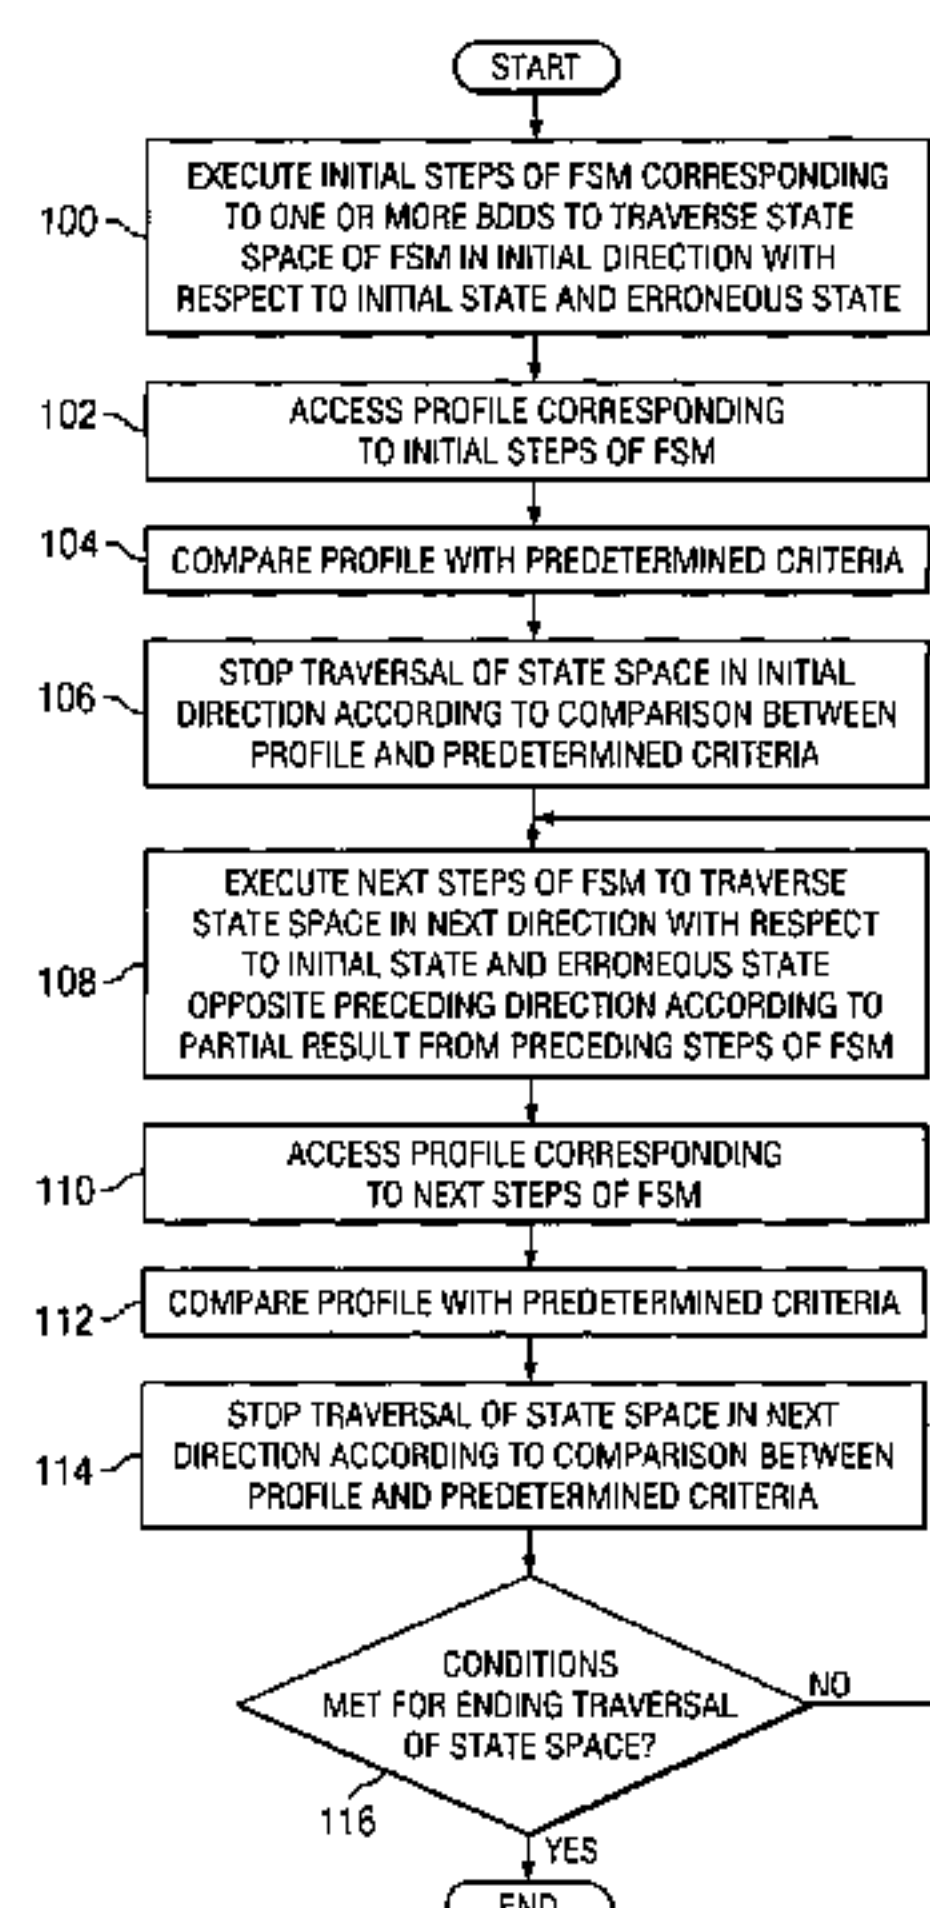 START
100
EXECUTE INITIAL STEPS OF FSM CORRESPONDING
TO ONE OR MORE BDDS TO TRAVERSE STATE
SPACE OF FSM IN INITIAL DIRECTION WITH
RESPECT TO INITIAL STATE AND ERRONEOUS STATE
102
ACCESS PROFILE CORRESPONDING
TO INITIAL STEPS OF FSM
104
COMPARE PROFILE WITH PREDETERMINED CRITERIA
106
STOP TRAVERSAL OF STATE SPACE IN INITIAL
DIRECTION ACCORDING TO COMPARISON BETWEEN
PROFILE AND PREDETERMINED CRITERIA
108
EXECUTE NEXT STEPS OF FSM TO TRAVERSE
STATE SPACE IN NEXT DIRECTION WITH RESPECT
TO INITIAL STATE AND ERRONEOUS STATE
OPPOSITE PRECEDING DIRECTION ACCORDING TO
PARTIAL RESULT FROM PRECEDING STEPS OF FSM
110
ACCESS PROFILE CORRESPONDING
TO NEXT STEPS OF FSM
112
COMPARE PROFILE WITH PREDETERMINED CRITERIA
114
STOP TRAVERSAL OF STATE SPACE IN NEXT
DIRECTION ACCORDING TO COMPARISON BETWEEN
PROFILE AND PREDETERMINED CRITERIA
CONDITIONS
MET FOR ENDING TRAVERSAL
OF STATE SPACE?
NO
116
YES
END